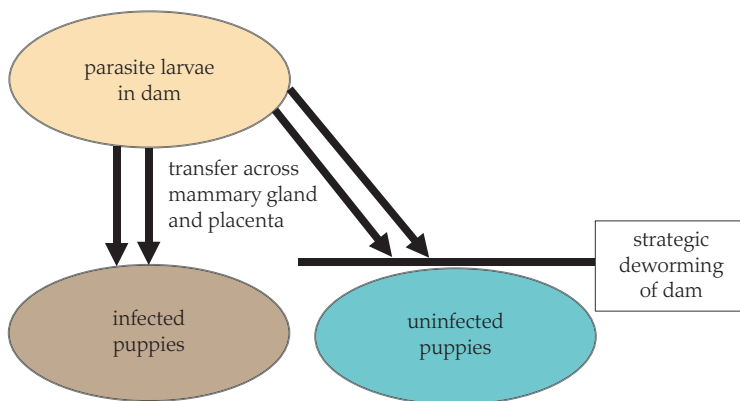 parasite larvae
in dam
transfer across
mammary gland
and placenta
strategic
deworming
of dam
infected
puppies
uninfected
puppies